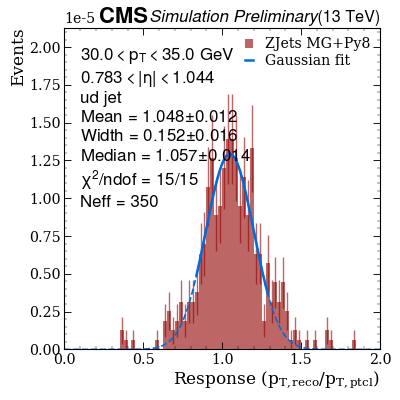 1e-5 CMS Simulation Preliminary (13 TeV)
Events
2.00
1.75
1.50
1.25
1.00
0.75
0.50
0.25
0.00
30.0 < p_T < 35.0 GeV
0.783 < |η| < 1.044
ud jet
Mean = 1.048±0.012
Width = 0.152±0.016
Median = 1.057±0.014
χ²/ndof = 15/15
Neff = 350
ZJets MG+Py8
Gaussian fit
0.0 0.5 1.0 1.5 2.0
Response (p_T,reco/p_T,ptcl)